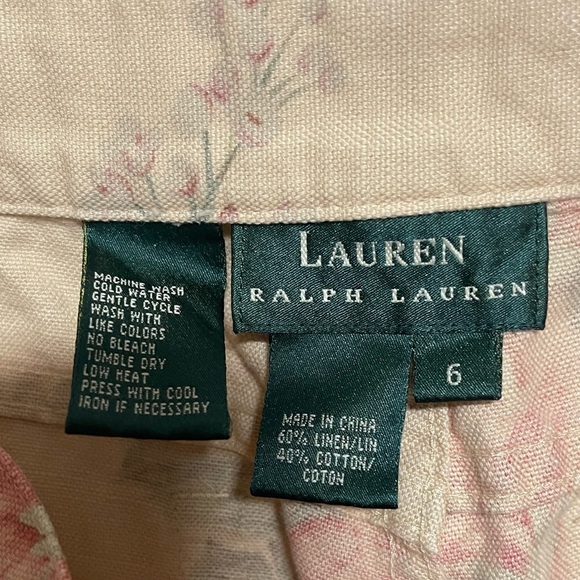 MACHINE WASH
COLD WATER
GENTLE CYCLE
WASH WITH
LIKE COLORS
NO BLEACH
TUMBLE DRY
LOW HEAT
PRESS WITH COOL
IRON IF NECESSARY
LAUREN
RALPH LAUREN
6
MADE IN CHINA
60% LINEN/LIN
40% COTTON/
COTON